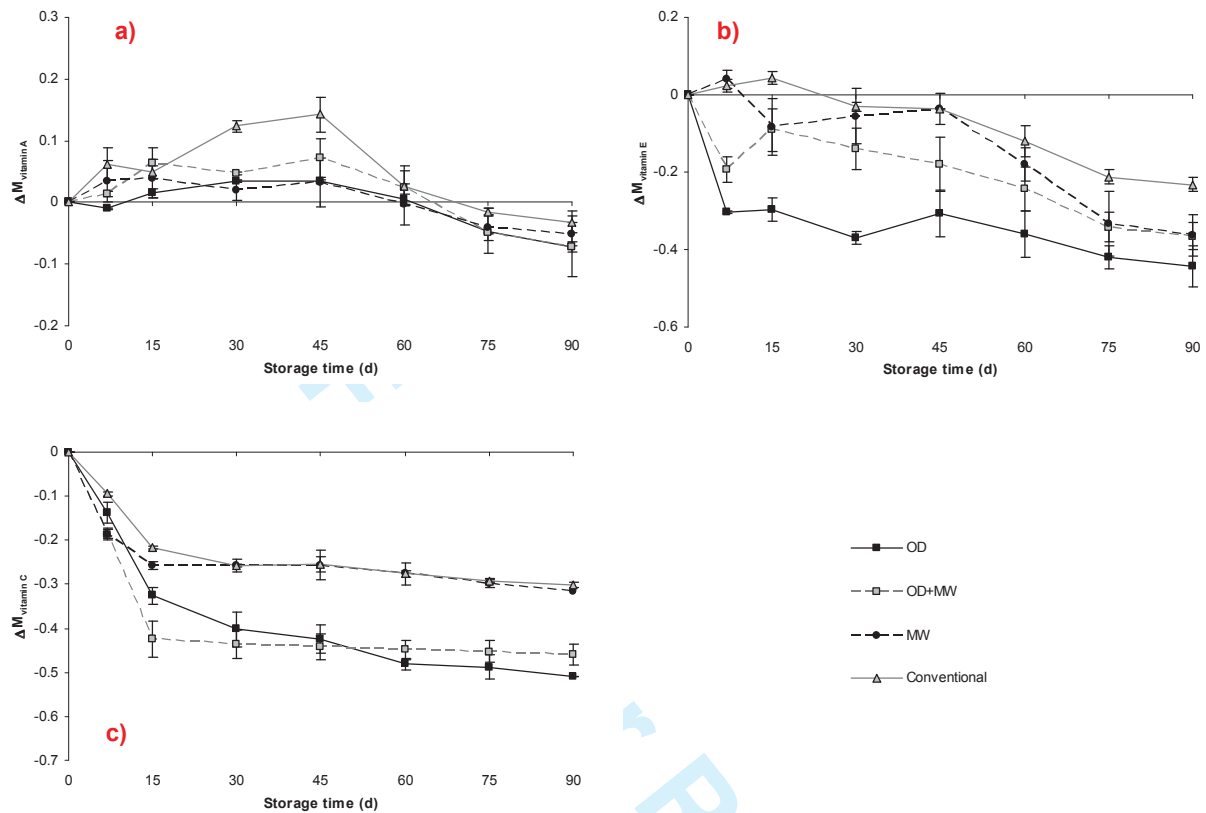 a)
0.3
0.2
0.1
0
-0.1
-0.2
ΔM vitamin A
0 15 30 45 60 75 90
Storage time (d)
b)
0.2
0
-0.2
-0.4
-0.6
ΔM vitamin E
0 15 30 45 60 75 90
Storage time (d)
0
-0.1
-0.2
-0.3
-0.4
-0.5
-0.6
-0.7
ΔM vitamin C
c)
0 15 30 45 60 75 90
Storage time (d)
OD
OD+MW
MW
Conventional
r P